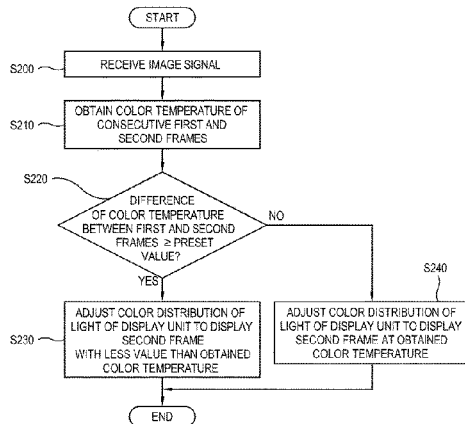 START
S200
RECEIVE IMAGE SIGNAL
S210
OBTAIN COLOR TEMPERATURE OF
CONSECUTIVE FIRST AND
SECOND FRAMES
S220
DIFFERENCE
OF COLOR TEMPERATURE
BETWEEN FIRST AND SECOND
FRAMES ≥ PRESET
VALUE?
NO
YES
S230
ADJUST COLOR DISTRIBUTION OF
LIGHT OF DISPLAY UNIT TO DISPLAY
SECOND FRAME
WITH LESS VALUE THAN OBTAINED
COLOR TEMPERATURE
S240
ADJUST COLOR DISTRIBUTION OF
LIGHT OF DISPLAY UNIT TO DISPLAY
SECOND FRAME AT OBTAINED
COLOR TEMPERATURE
END